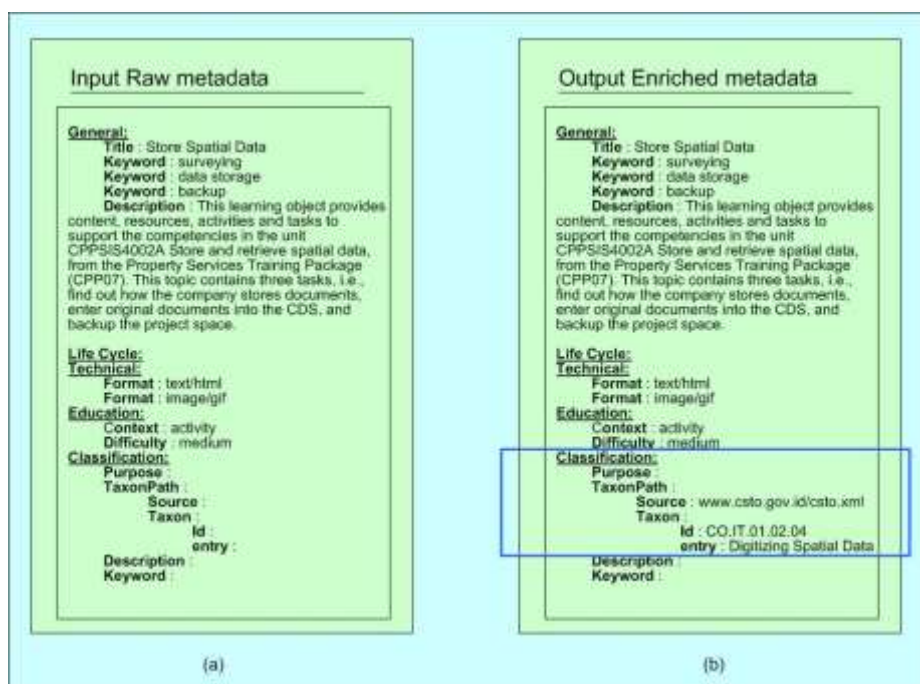 Input Raw metadata
General:
Title : Store Spatial Data
Keyword : surveying
Keyword : data storage
Keyword : backup
Description : This learning object provides
content, resources, activities and tasks to
support the competencies in the unit
CPPSIS4002A Store and retrieve spatial data,
from the Property Services Training Package
(CPP07). This topic contains three tasks, i.e.,
find out how the company stores documents,
enter original documents into the CDS, and
backup the project space.
Life Cycle:
Technical:
Format : text/html
Format : image/gif
Education:
Context : activity
Difficulty : medium
Classification:
Purpose :
TaxonPath :
Source :
Taxon :
Id :
entry :
Description :
Keyword :
(a)
Output Enriched metadata
General:
Title : Store Spatial Data
Keyword : surveying
Keyword : data storage
Keyword : backup
Description : This learning object provides
content, resources, activities and tasks to
support the competencies in the unit
CPPSIS4002A Store and retrieve spatial data,
from the Property Services Training Package
(CPP07). This topic contains three tasks, i.e.,
find out how the company stores documents,
enter original documents into the CDS, and
backup the project space.
Life Cycle:
Technical:
Format : text/html
Format : image/gif
Education:
Context : activity
Difficulty : medium
Classification:
Purpose :
TaxonPath :
Source : www.csto.gov.id/csto.xml
Taxon :
Id : CO.IT.01.02.04
entry : Digitizing Spatial Data
Description :
Keyword :
(b)